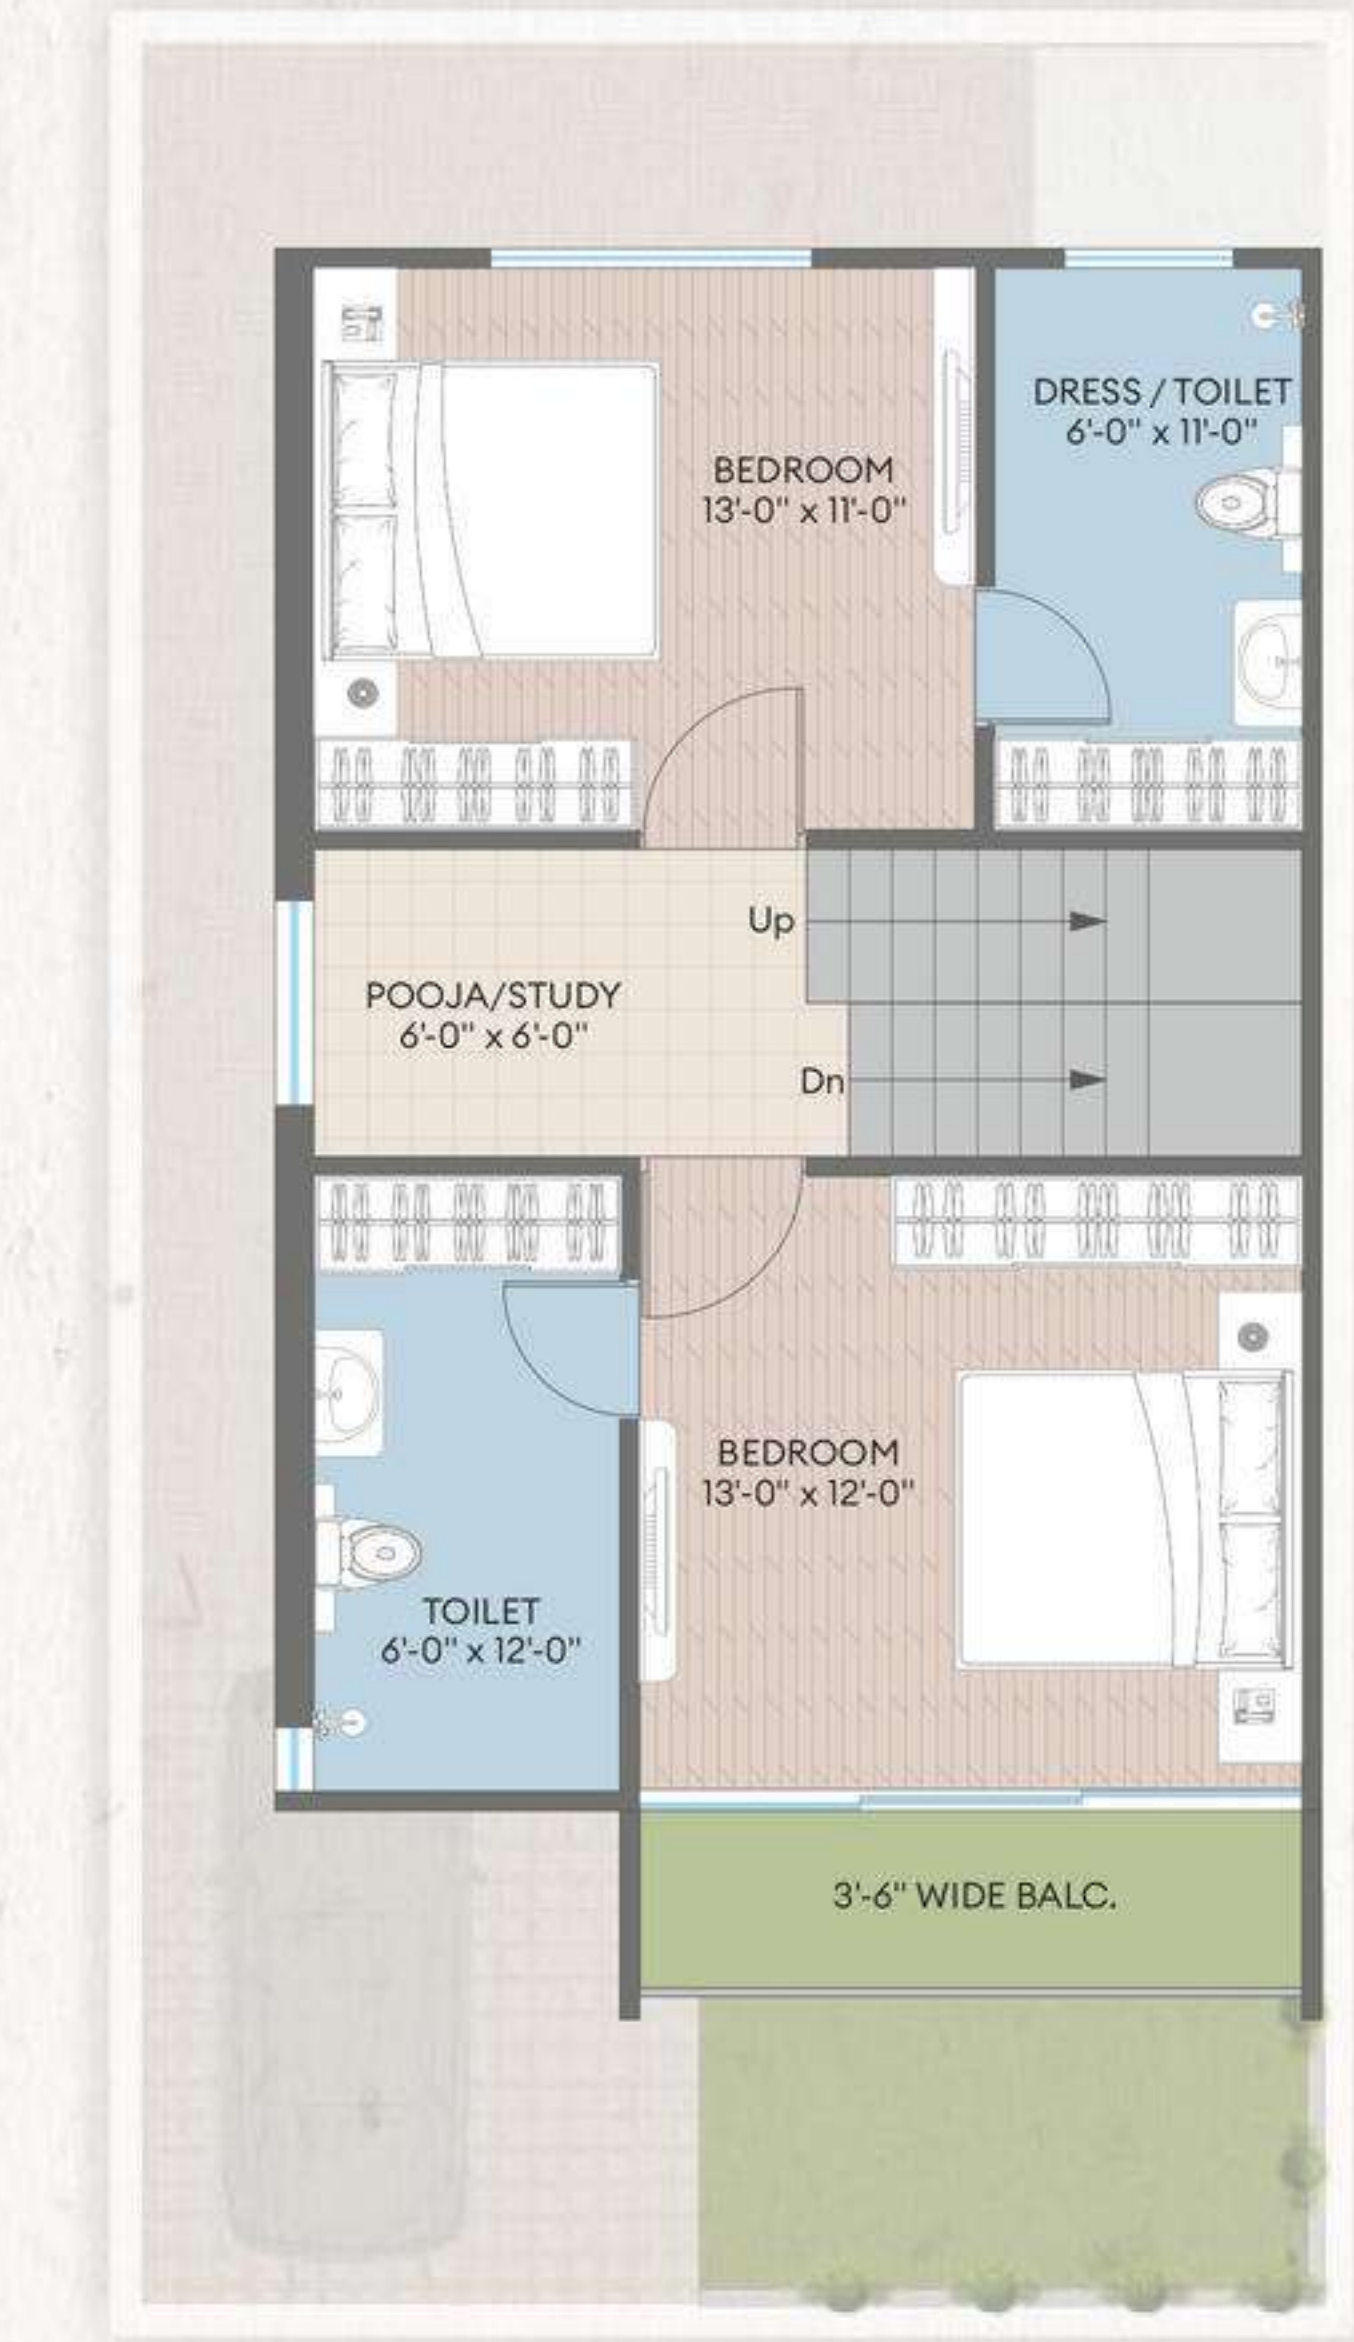 DRESS / TOILET
6'-0" x 11'-0"
BEDROOM
13'-0" x 11'-0"
Up
POOJA/STUDY
6'-0" x 6'-0"
Dn
BEDROOM
13'-0" x 12'-0"
TOILET
6'-0" x 12'-0"
3'-6" WIDE BALC.